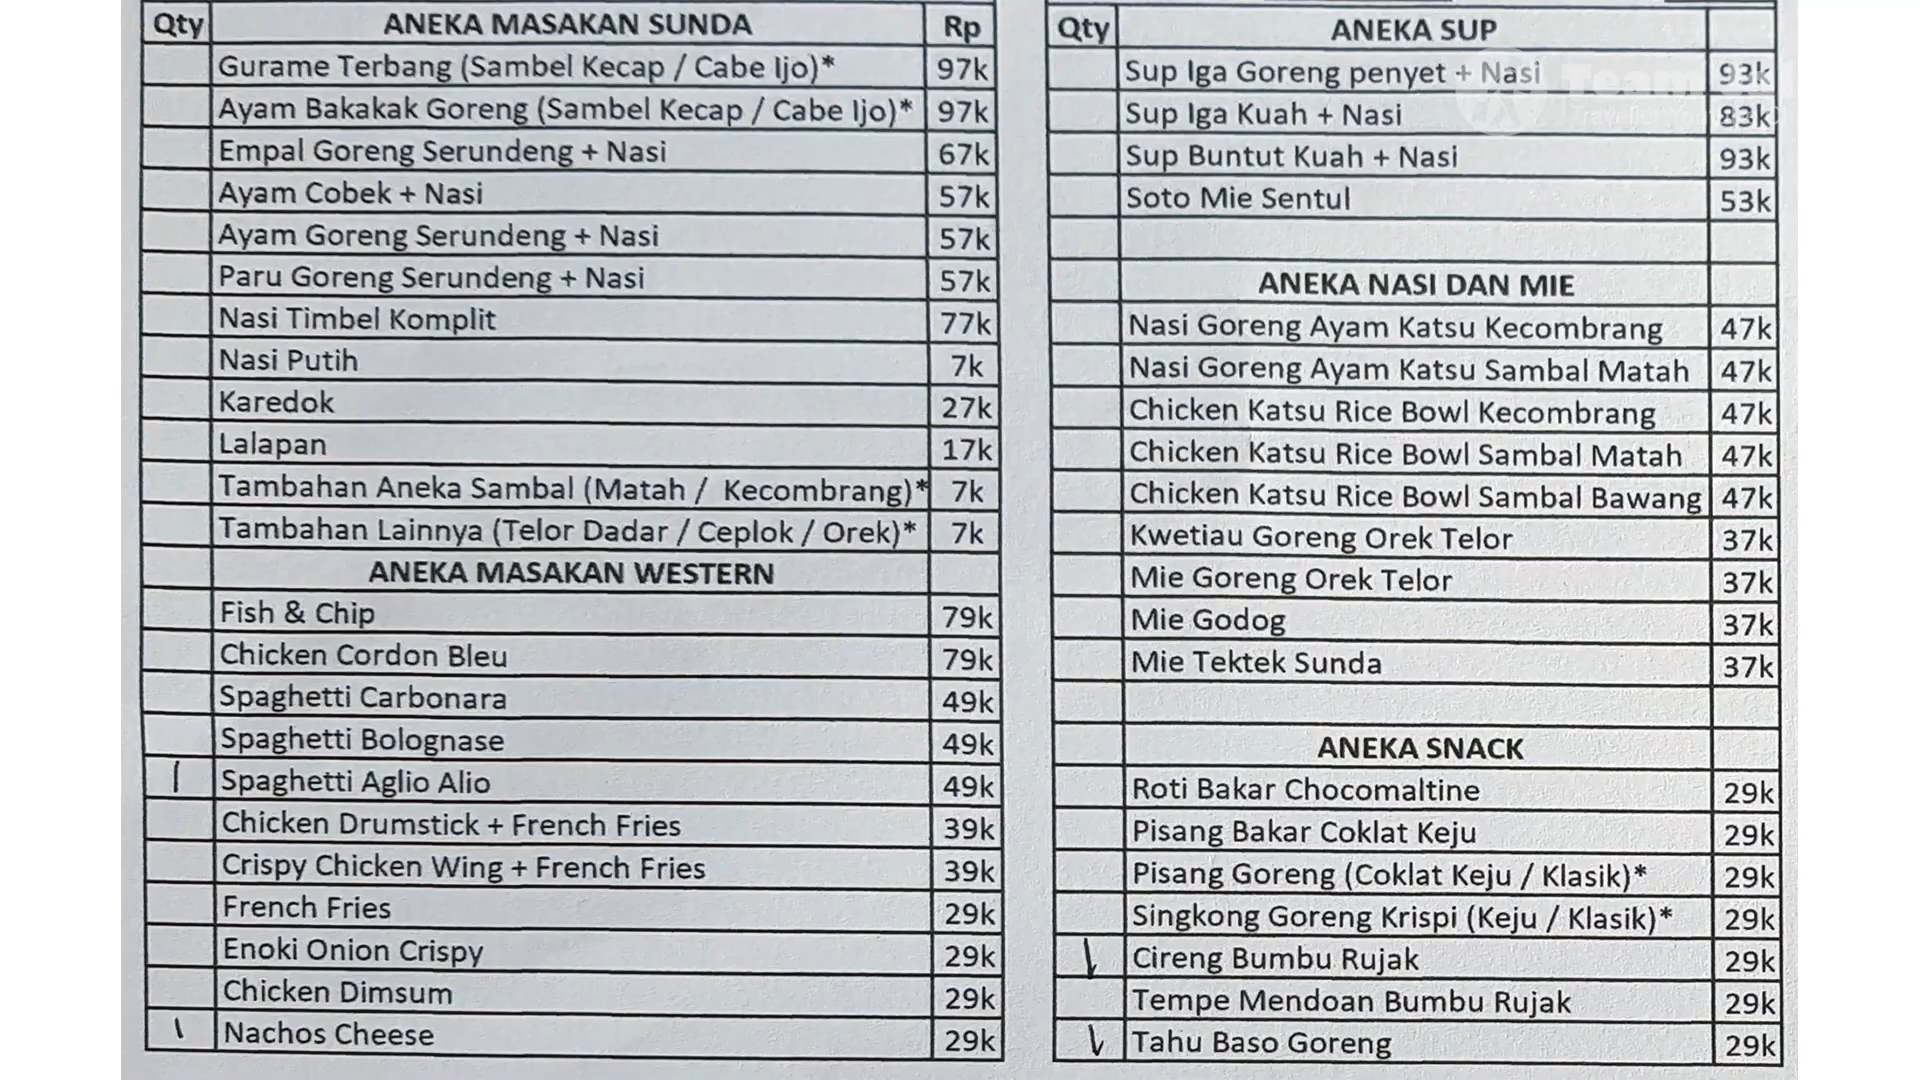 Qty ANEKA MASAKAN SUNDA Rp
Gurame Terbang (Sambel Kecap / Cabe Ijo)* 97k
Ayam Bakakak Goreng (Sambel Kecap / Cabe Ijo)* 97k
Empal Goreng Serundeng + Nasi 67k
Ayam Cobek + Nasi 57k
Ayam Goreng Serundeng + Nasi 57k
Paru Goreng Serundeng + Nasi 57k
Nasi Timbel Komplit 77k
Nasi Putih 7k
Karedok 27k
Lalapan 17k
Tambahan Aneka Sambal (Matah / Kecombrang)* 7k
Tambahan Lainnya (Telor Dadar / Ceplok / Orek)* 7k
ANEKA MASAKAN WESTERN
Fish & Chip 79k
Chicken Cordon Bleu 79k
Spaghetti Carbonara 49k
Spaghetti Bolognase 49k
1 Spaghetti Aglio Alio 49k
Chicken Drumstick + French Fries 39k
Crispy Chicken Wing + French Fries 39k
French Fries 29k
Enoki Onion Crispy 29k
Chicken Dimsum 29k
1 Nachos Cheese 29k
Qty ANEKA SUP
Sup Iga Goreng penyet + Nasi 93k
Sup Iga Kuah + Nasi 83k
Sup Buntut Kuah + Nasi 93k
Soto Mie Sentul 53k
ANEKA NASI DAN MIE
Nasi Goreng Ayam Katsu Kecombrang 47k
Nasi Goreng Ayam Katsu Sambal Matah 47k
Chicken Katsu Rice Bowl Kecombrang 47k
Chicken Katsu Rice Bowl Sambal Matah 47k
Chicken Katsu Rice Bowl Sambal Bawang 47k
Kwetiau Goreng Orek Telor 37k
Mie Goreng Orek Telor 37k
Mie Godog 37k
Mie Tektek Sunda 37k
ANEKA SNACK
Roti Bakar Chocomaltine 29k
Pisang Bakar Coklat Keju 29k
Pisang Goreng (Coklat Keju / Klasik)* 29k
Singkong Goreng Krispi (Keju / Klasik)* 29k
Cireng Bumbu Rujak 29k
Tempe Mendoan Bumbu Rujak 29k
Tahu Baso Goreng 29k